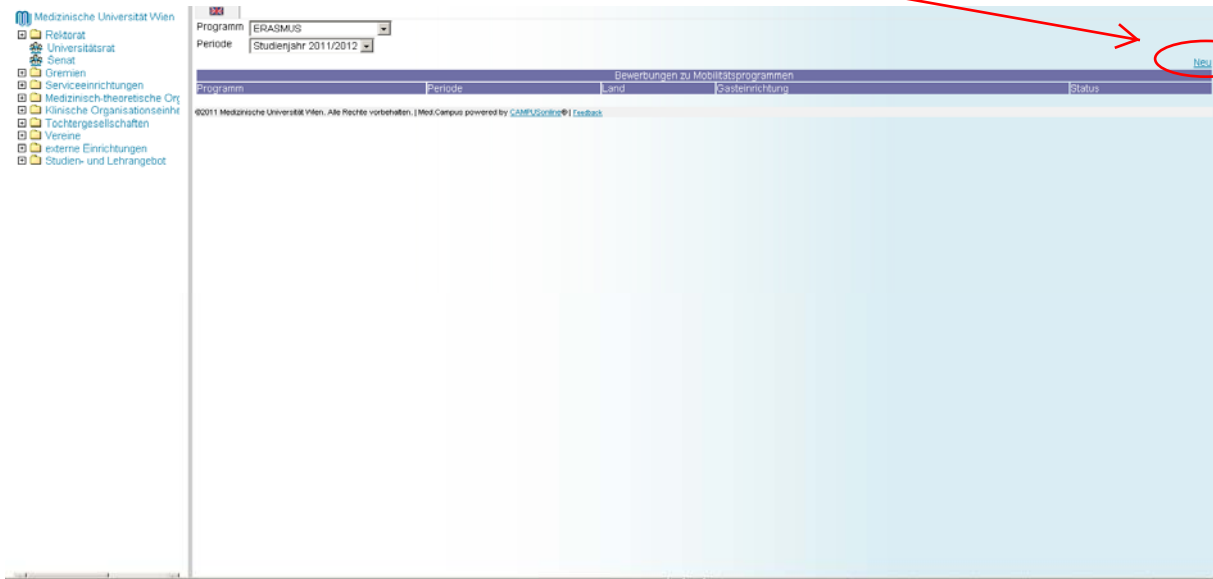 Medizinische Universität Wien
Rektorat
Universitätsrat
Senat
Gremien
Serviceeinrichtungen
Medizinisch-theoretische Org
Klinische Organisationseinhe
Tochtergesellschaften
Vereine
externe Einrichtungen
Studien- und Lehrangebot
Programm ERASMUS
Periode Studienjahr 2011/2012
Neu
Bewerbungen zu Mobilitätsprogrammen
Programm Periode Land Gasteinrichtung Status
©2011 Medizinische Universität Wien. Alle Rechte vorbehalten. | Med.Campus powered by CAMPUSonline® | Feedback